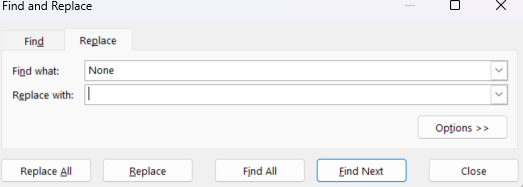 Find and Replace
Find Replace
Find what: None
Replace with:
Options >>
Replace All Replace Find All Find Next Close